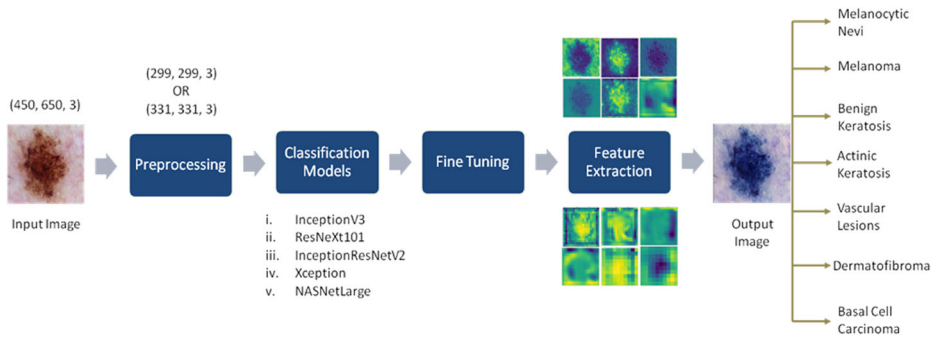 (450, 650, 3)
Input Image
(299, 299, 3)
OR
(331, 331, 3)
Preprocessing
Classification
Models
i. InceptionV3
ii. ResNeXt101
iii. InceptionResNetV2
iv. Xception
v. NASNetLarge
Fine Tuning
Feature
Extraction
Output
Image
Melanocytic
Nevi
Melanoma
Benign
Keratosis
Actinic
Keratosis
Vascular
Lesions
Dermatofibroma
Basal Cell
Carcinoma